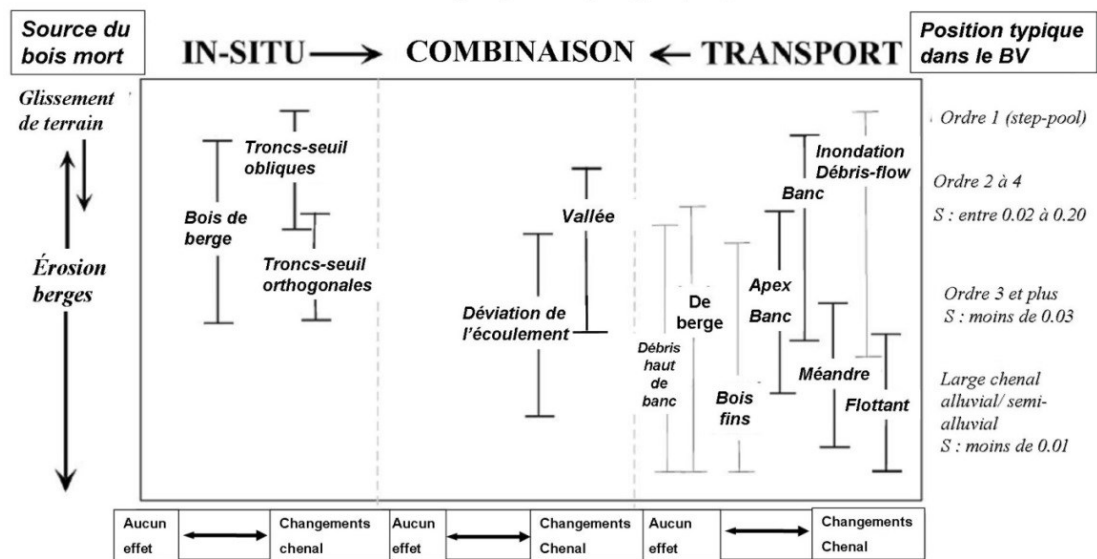 Source du
bois mort
IN-SITU
COMBINAISON
TRANSPORT
Position typique
dans le BV
Glissement
de terrain
Érosion
berges
Troncs-seuil
obliques
Bois de
berge
Troncs-seuil
orthogonales
Vallée
Déviation de
l'écoulement
Inondation
Débris-flow
Banc
De
berge
Apex
Banc
Débris
haut
de
banc
Bois
fins
Méandre
Flottant
Ordre 1 (step-pool)
Ordre 2 à 4
S : entre 0.02 à 0.20
Ordre 3 et plus
S : moins de 0.03
Large chenal
alluvial/ semi-
alluvial
S : moins de 0.01
Aucun
effet
Changements
chenal
Aucun
effet
Changements
Chenal
Aucun
effet
Changements
Chenal